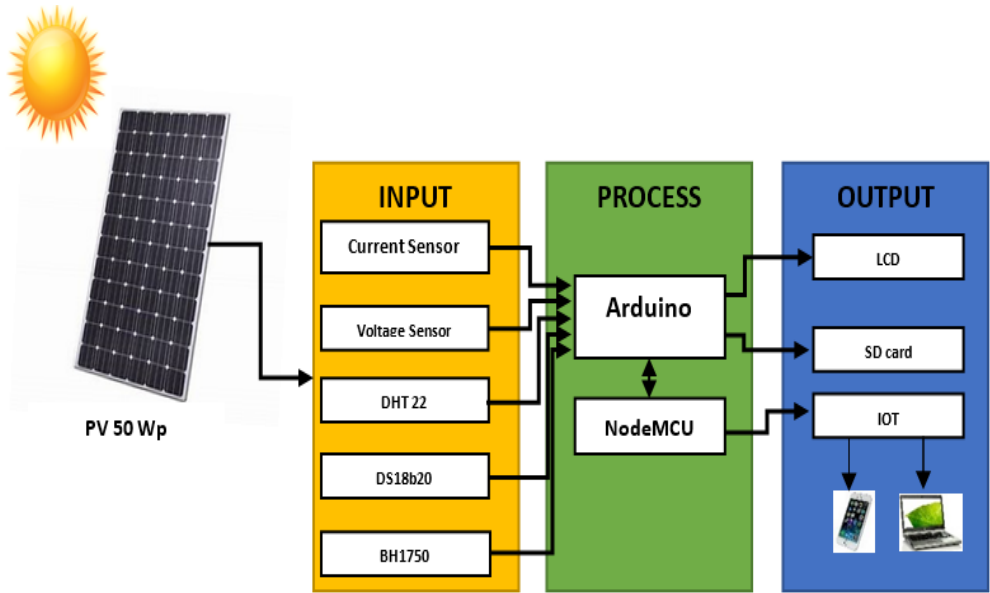 PV 50 Wp
INPUT
Current Sensor
Voltage Sensor
DHT 22
DS18b20
BH1750
PROCESS
Arduino
NodeMCU
OUTPUT
LCD
SD card
IOT